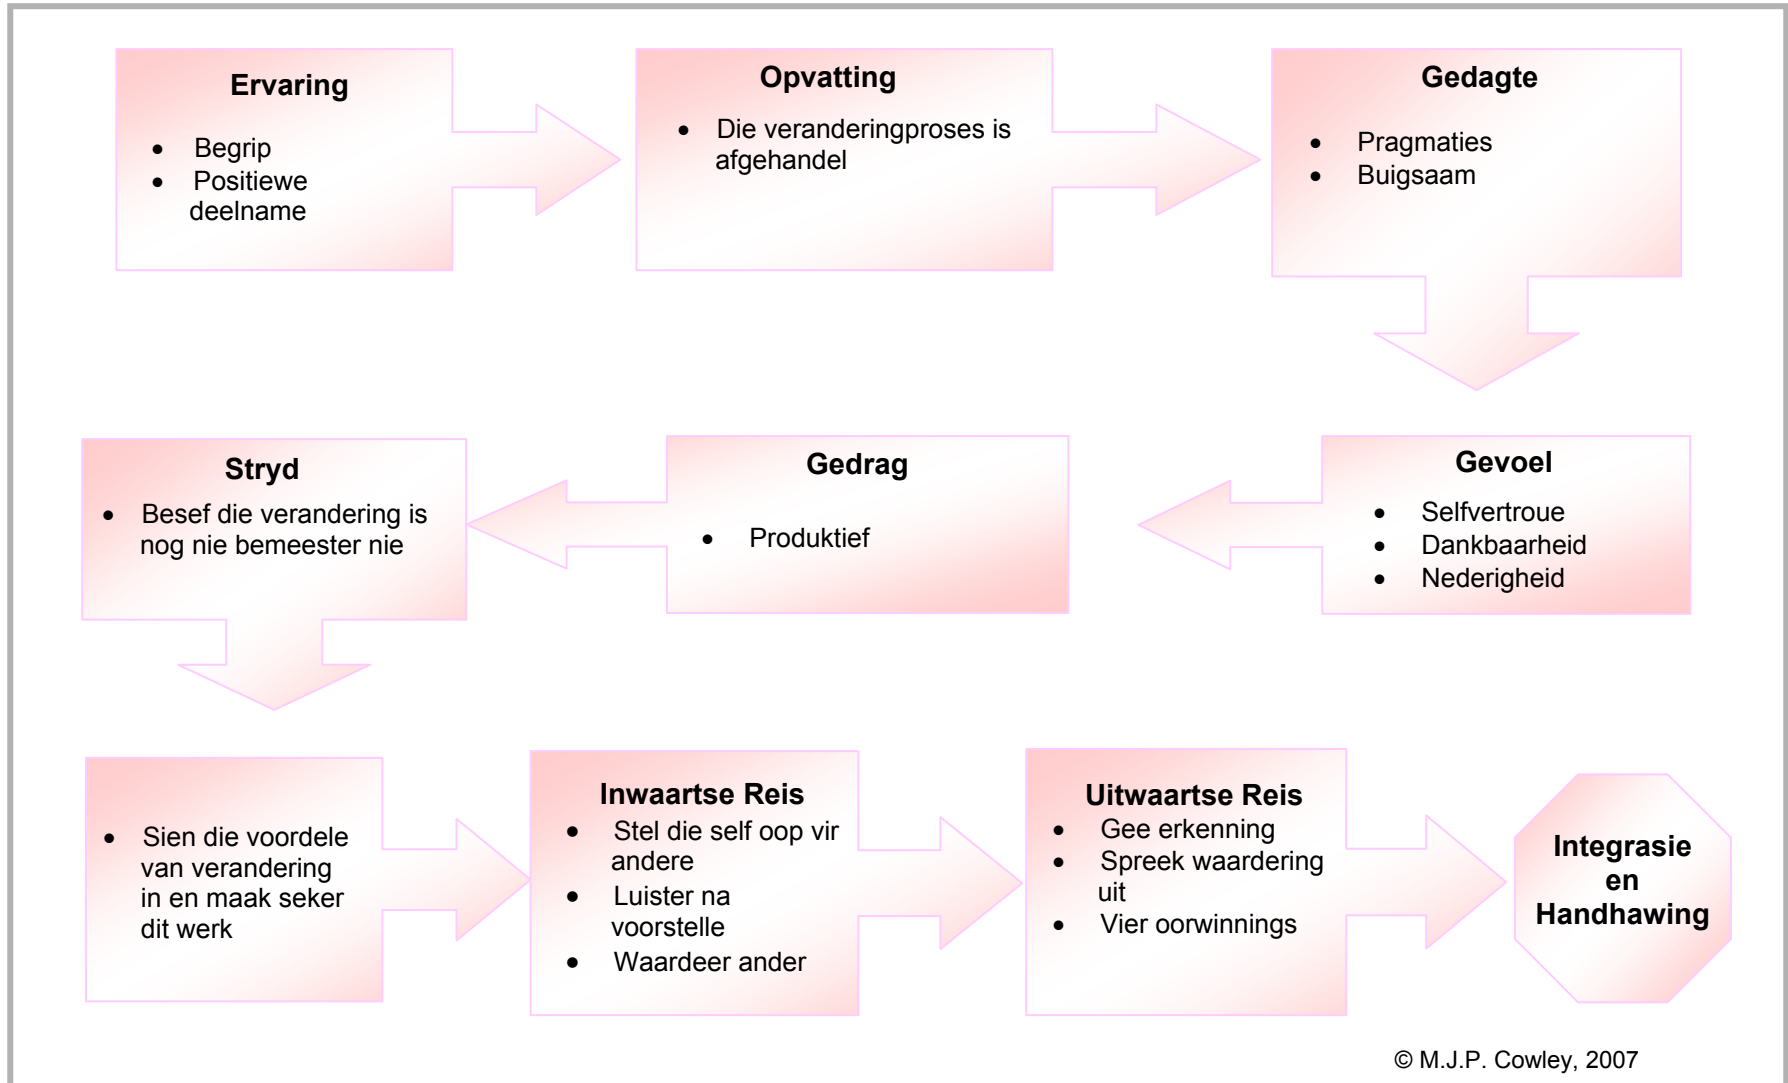 Ervaring
• Begrip
• Positiewe
deelname
Opvatting
• Die veranderingproses is
afgehandel
Gedagte
• Pragmaties
• Buigsaam
Gevoel
• Selfvertroue
• Dankbaarheid
• Nederigheid
Gedrag
• Produktief
Stryd
• Besef die verandering is
nog nie bemeester nie
• Sien die voordele
van verandering
in en maak seker
dit werk
Inwaartse Reis
• Stel die self oop vir
andere
• Luister na
voorstelle
• Waardeer ander
Uitwaartse Reis
• Gee erkenning
• Spreek waardering
uit
• Vier oorwinnings
Integrasie
en
Handhawing
© M.J.P. Cowley, 2007